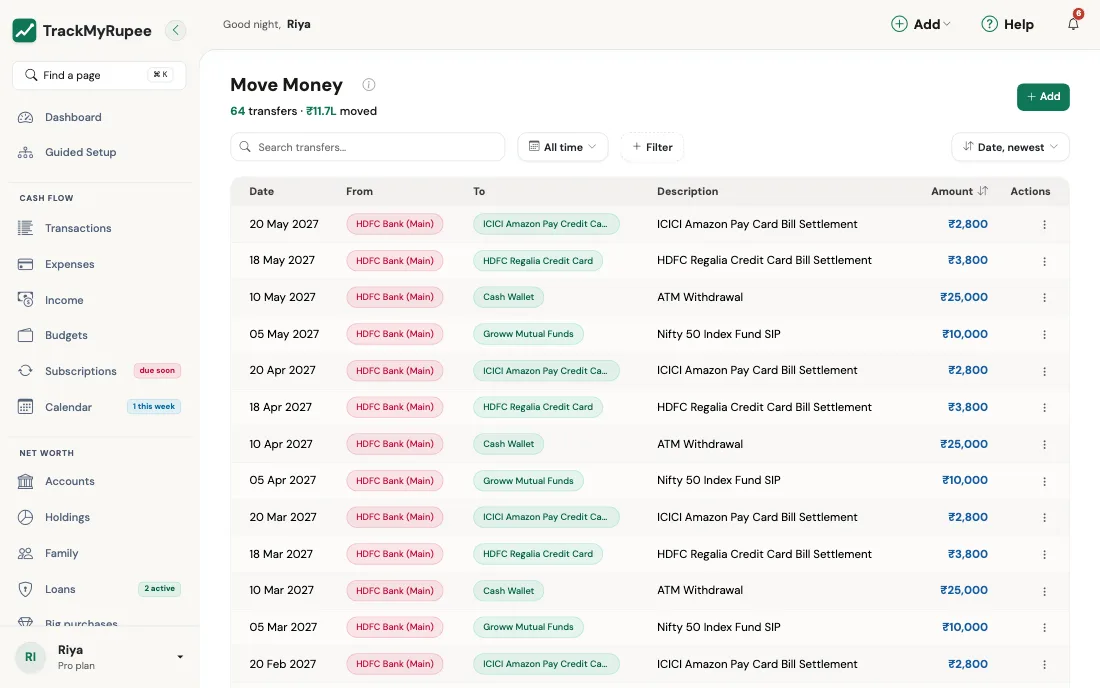 TrackMyRupee
Good night, Riya
Add
Help
6
Find a page
⌘ K
Dashboard
Guided Setup
CASH FLOW
Transactions
Expenses
Income
Budgets
Subscriptions due soon
Calendar 1 this week
NET WORTH
Accounts
Holdings
Family
Loans 2 active
Big purchases
RI
Riya
Pro plan
Move Money
64 transfers · ₹11.7L moved
+ Add
Search transfers...
All time
+ Filter
Date, newest
Date From To Description Amount Actions
20 May 2027 HDFC Bank (Main) ICICI Amazon Pay Credit Ca... ICICI Amazon Pay Card Bill Settlement ₹2,800
18 May 2027 HDFC Bank (Main) HDFC Regalia Credit Card HDFC Regalia Credit Card Bill Settlement ₹3,800
10 May 2027 HDFC Bank (Main) Cash Wallet ATM Withdrawal ₹25,000
05 May 2027 HDFC Bank (Main) Groww Mutual Funds Nifty 50 Index Fund SIP ₹10,000
20 Apr 2027 HDFC Bank (Main) ICICI Amazon Pay Credit Ca... ICICI Amazon Pay Card Bill Settlement ₹2,800
18 Apr 2027 HDFC Bank (Main) HDFC Regalia Credit Card HDFC Regalia Credit Card Bill Settlement ₹3,800
10 Apr 2027 HDFC Bank (Main) Cash Wallet ATM Withdrawal ₹25,000
05 Apr 2027 HDFC Bank (Main) Groww Mutual Funds Nifty 50 Index Fund SIP ₹10,000
20 Mar 2027 HDFC Bank (Main) ICICI Amazon Pay Credit Ca... ICICI Amazon Pay Card Bill Settlement ₹2,800
18 Mar 2027 HDFC Bank (Main) HDFC Regalia Credit Card HDFC Regalia Credit Card Bill Settlement ₹3,800
10 Mar 2027 HDFC Bank (Main) Cash Wallet ATM Withdrawal ₹25,000
05 Mar 2027 HDFC Bank (Main) Groww Mutual Funds Nifty 50 Index Fund SIP ₹10,000
20 Feb 2027 HDFC Bank (Main) ICICI Amazon Pay Credit Ca... ICICI Amazon Pay Card Bill Settlement ₹2,800